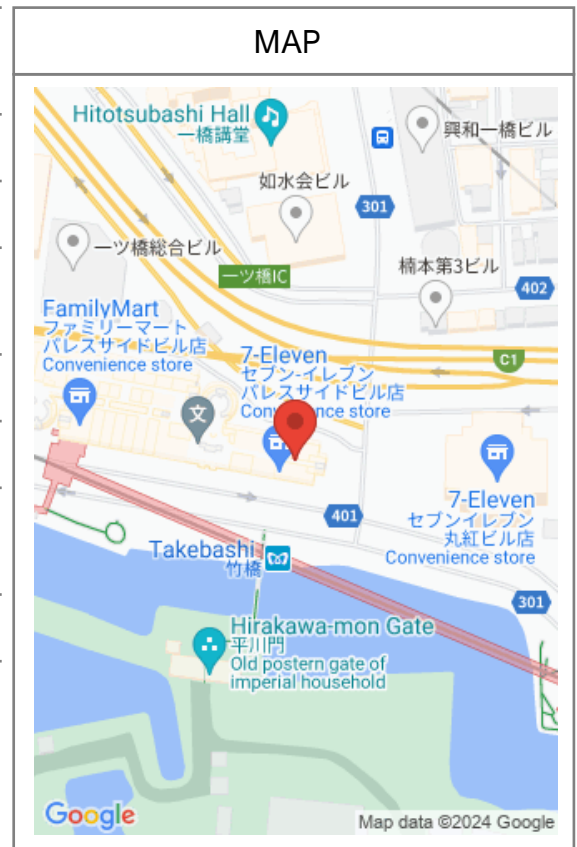 MAP
Hitotsubashi Hall
一橋講堂
興和一橋ビル
如水会ビル
301
一ツ橋総合ビル
一ツ橋IC
楠本第3ビル
402
FamilyMart
ファミリーマート
パレスサイドビル店
Convenience store
7-Eleven
セブン-イレブン
パレスサイドビル店
Convenience store
C1
文
7-Eleven
セブンイレブン
丸紅ビル店
Convenience store
401
Takebashi
竹橋
301
Hirakawa-mon Gate
平川門
Old postern gate of
imperial household
Google
Map data ©2024 Google